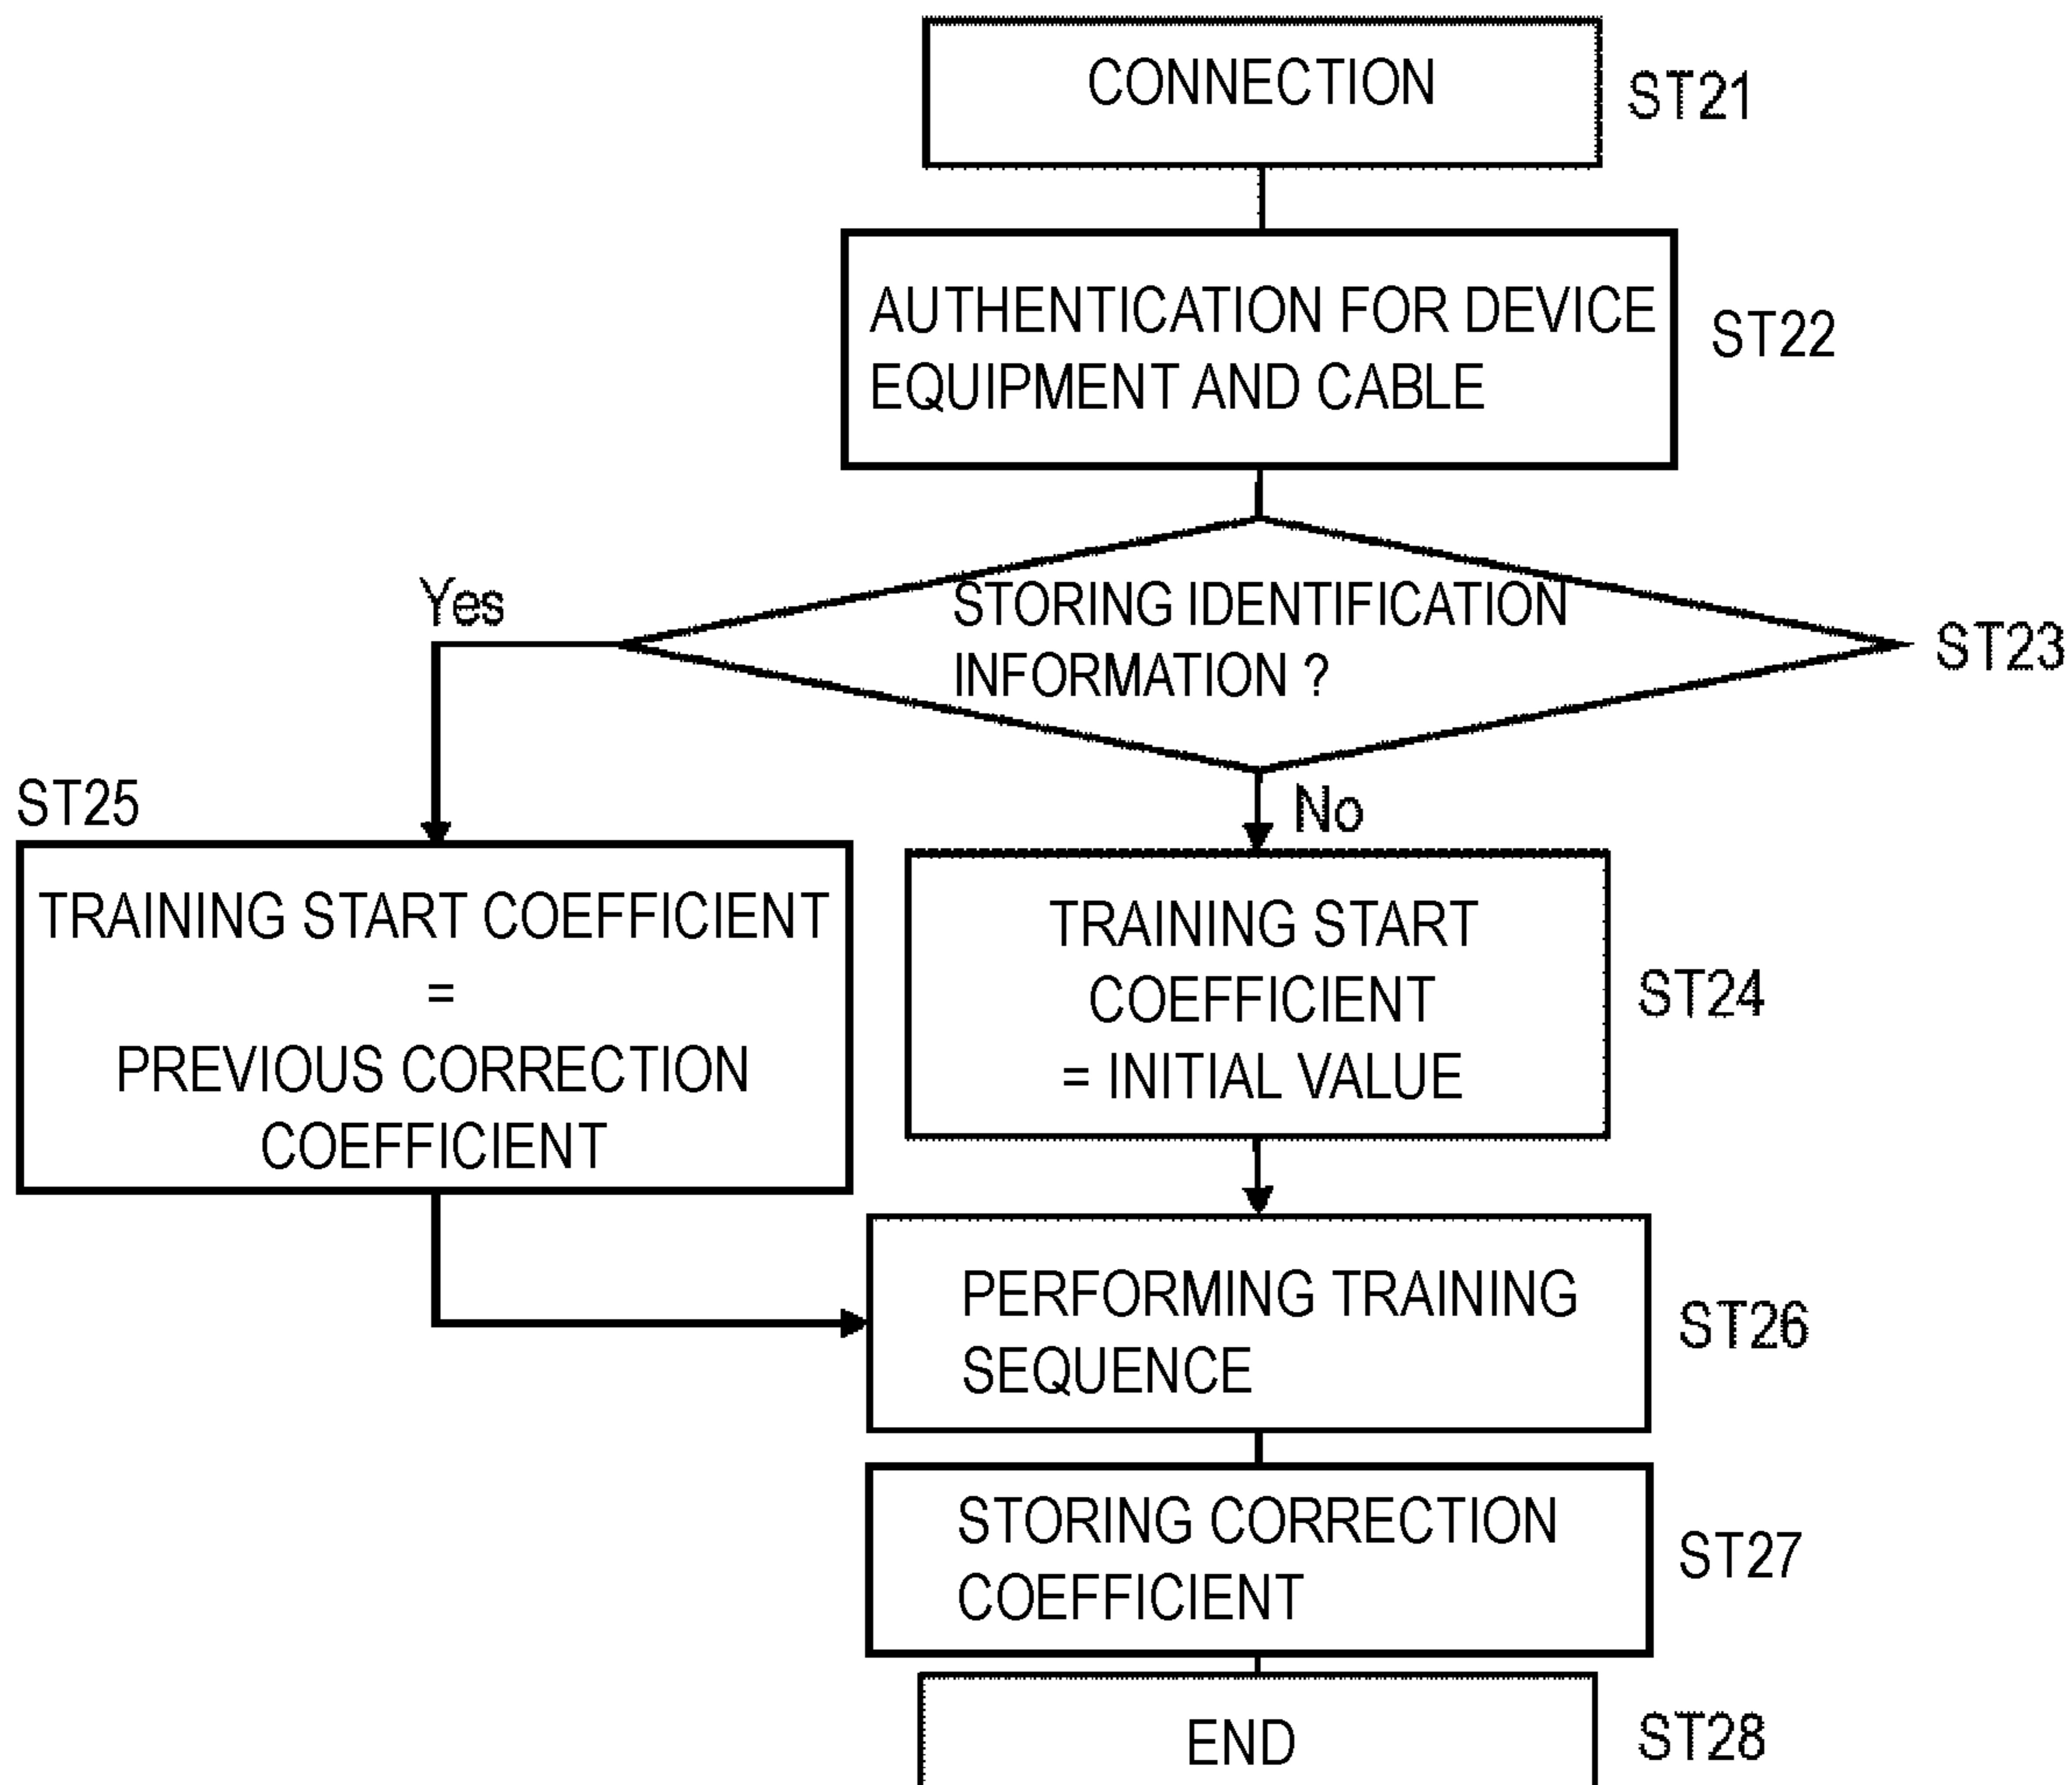 CONNECTION
ST21
AUTHENTICATION FOR DEVICE
EQUIPMENT AND CABLE
ST22
Yes
STORING IDENTIFICATION
INFORMATION ?
ST23
No
ST25
TRAINING START COEFFICIENT
=
PREVIOUS CORRECTION
COEFFICIENT
TRAINING START
COEFFICIENT
= INITIAL VALUE
ST24
PERFORMING TRAINING
SEQUENCE
ST26
STORING CORRECTION
COEFFICIENT
ST27
END
ST28